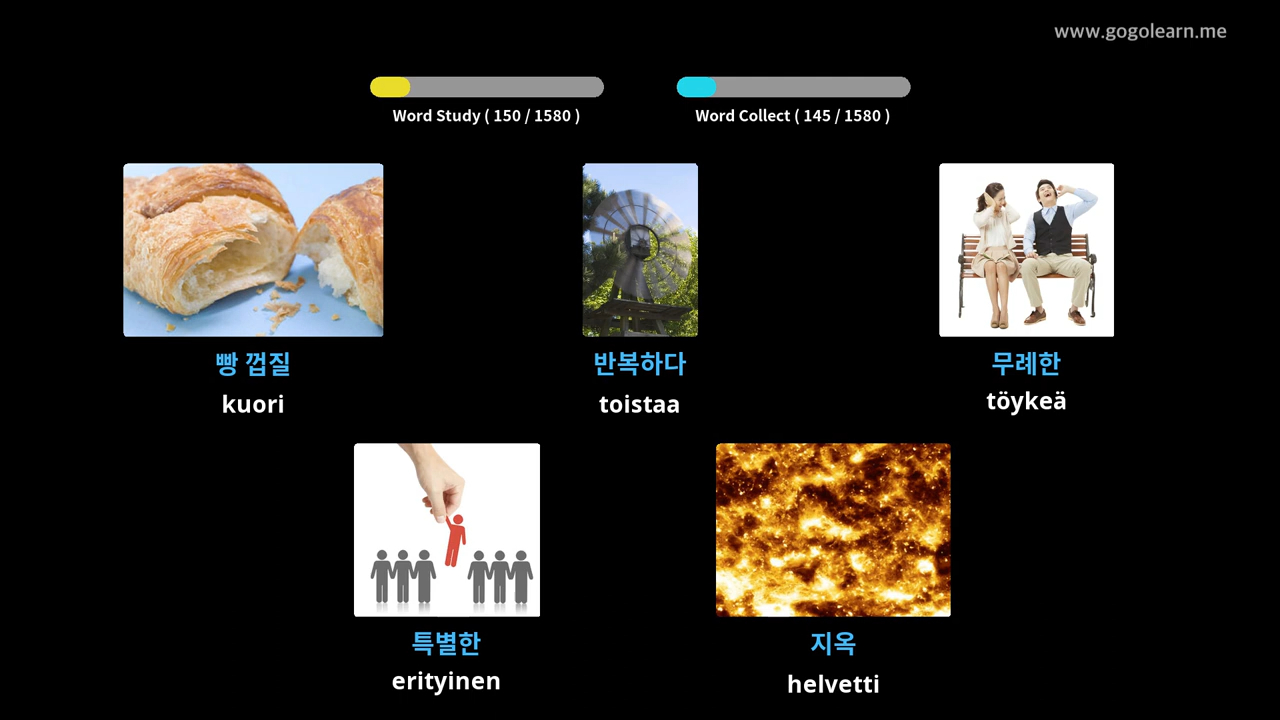 www.gogolearn.me
Word Study ( 150 / 1580 )
Word Collect ( 145 / 1580 )
빵 껍질
반복하다
무례한
kuori
toistaa
töykeä
특별한
지옥
erityinen
helvetti